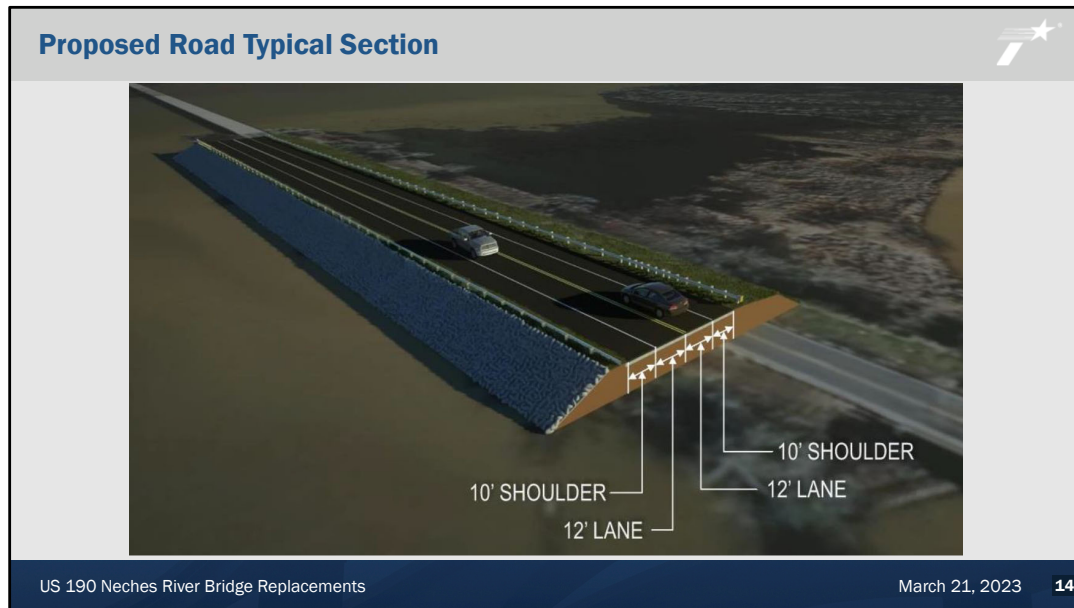 Proposed Road Typical Section
10' SHOULDER
12' LANE
10' SHOULDER
12' LANE
US 190 Neches River Bridge Replacements
March 21, 2023
14